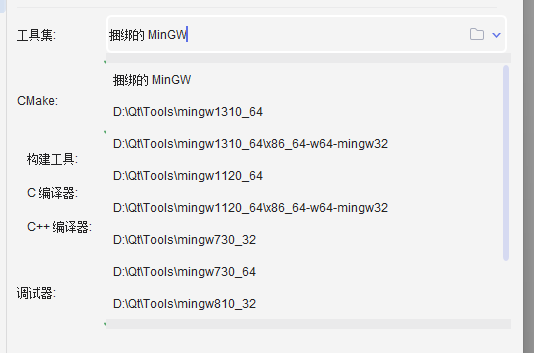 工具集:
捆绑的 MinGW
捆绑的 MinGW
CMake:
D:\Qt\Tools\mingw1310_64
D:\Qt\Tools\mingw1310_64\x86_64-w64-mingw32
构建工具:
D:\Qt\Tools\mingw1120_64
C 编译器:
D:\Qt\Tools\mingw1120_64\x86_64-w64-mingw32
C++ 编译器:
D:\Qt\Tools\mingw730_32
D:\Qt\Tools\mingw730_64
调试器:
D:\Qt\Tools\mingw810_32